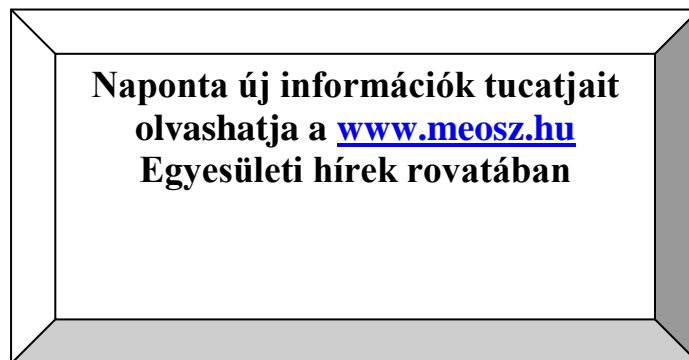 Naponta új információk tucatjait
olvashatja a www.meosz.hu
Egyesületi hírek rovatában